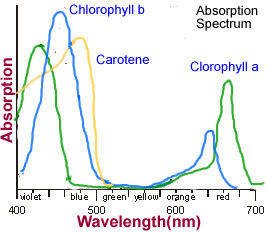 Chlorophyll b
Absorption
Spectrum
Carotene
Clorophyll a
Absorption
violet blue green yellow orange red
400 500 600 700
Wavelength(nm)